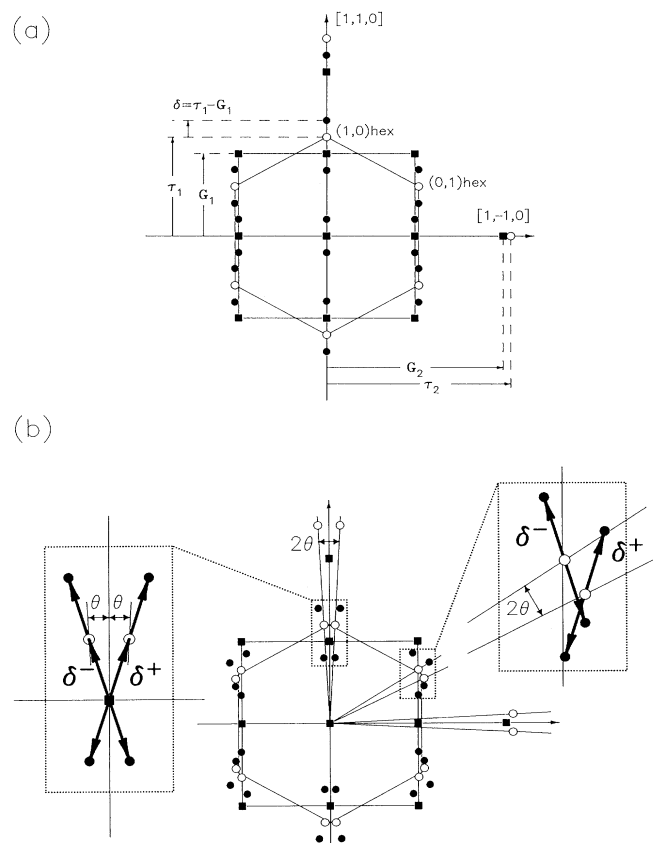 (a)
[1,1,0]
δ=τ₁−G₁
(1,0)hex
τ₁
G₁
(0,1)hex
[1,-1,0]
G₂
τ₂
(b)
2θ
δ⁻
δ⁺
2θ
θ
θ
δ⁻
δ⁺